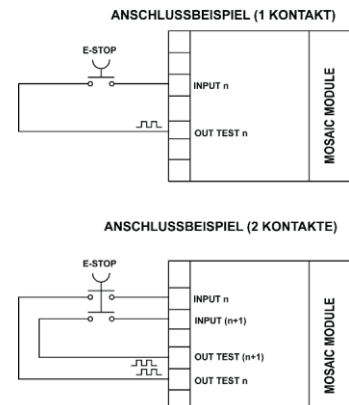 ANSCHLUSSBEISPIEL (1 KONTAKT)
E-STOP
INPUT n
OUT TEST n
MOSAIC MODULE
ANSCHLUSSBEISPIEL (2 KONTAKTE)
E-STOP
INPUT n
INPUT (n+1)
OUT TEST (n+1)
OUT TEST n
MOSAIC MODULE